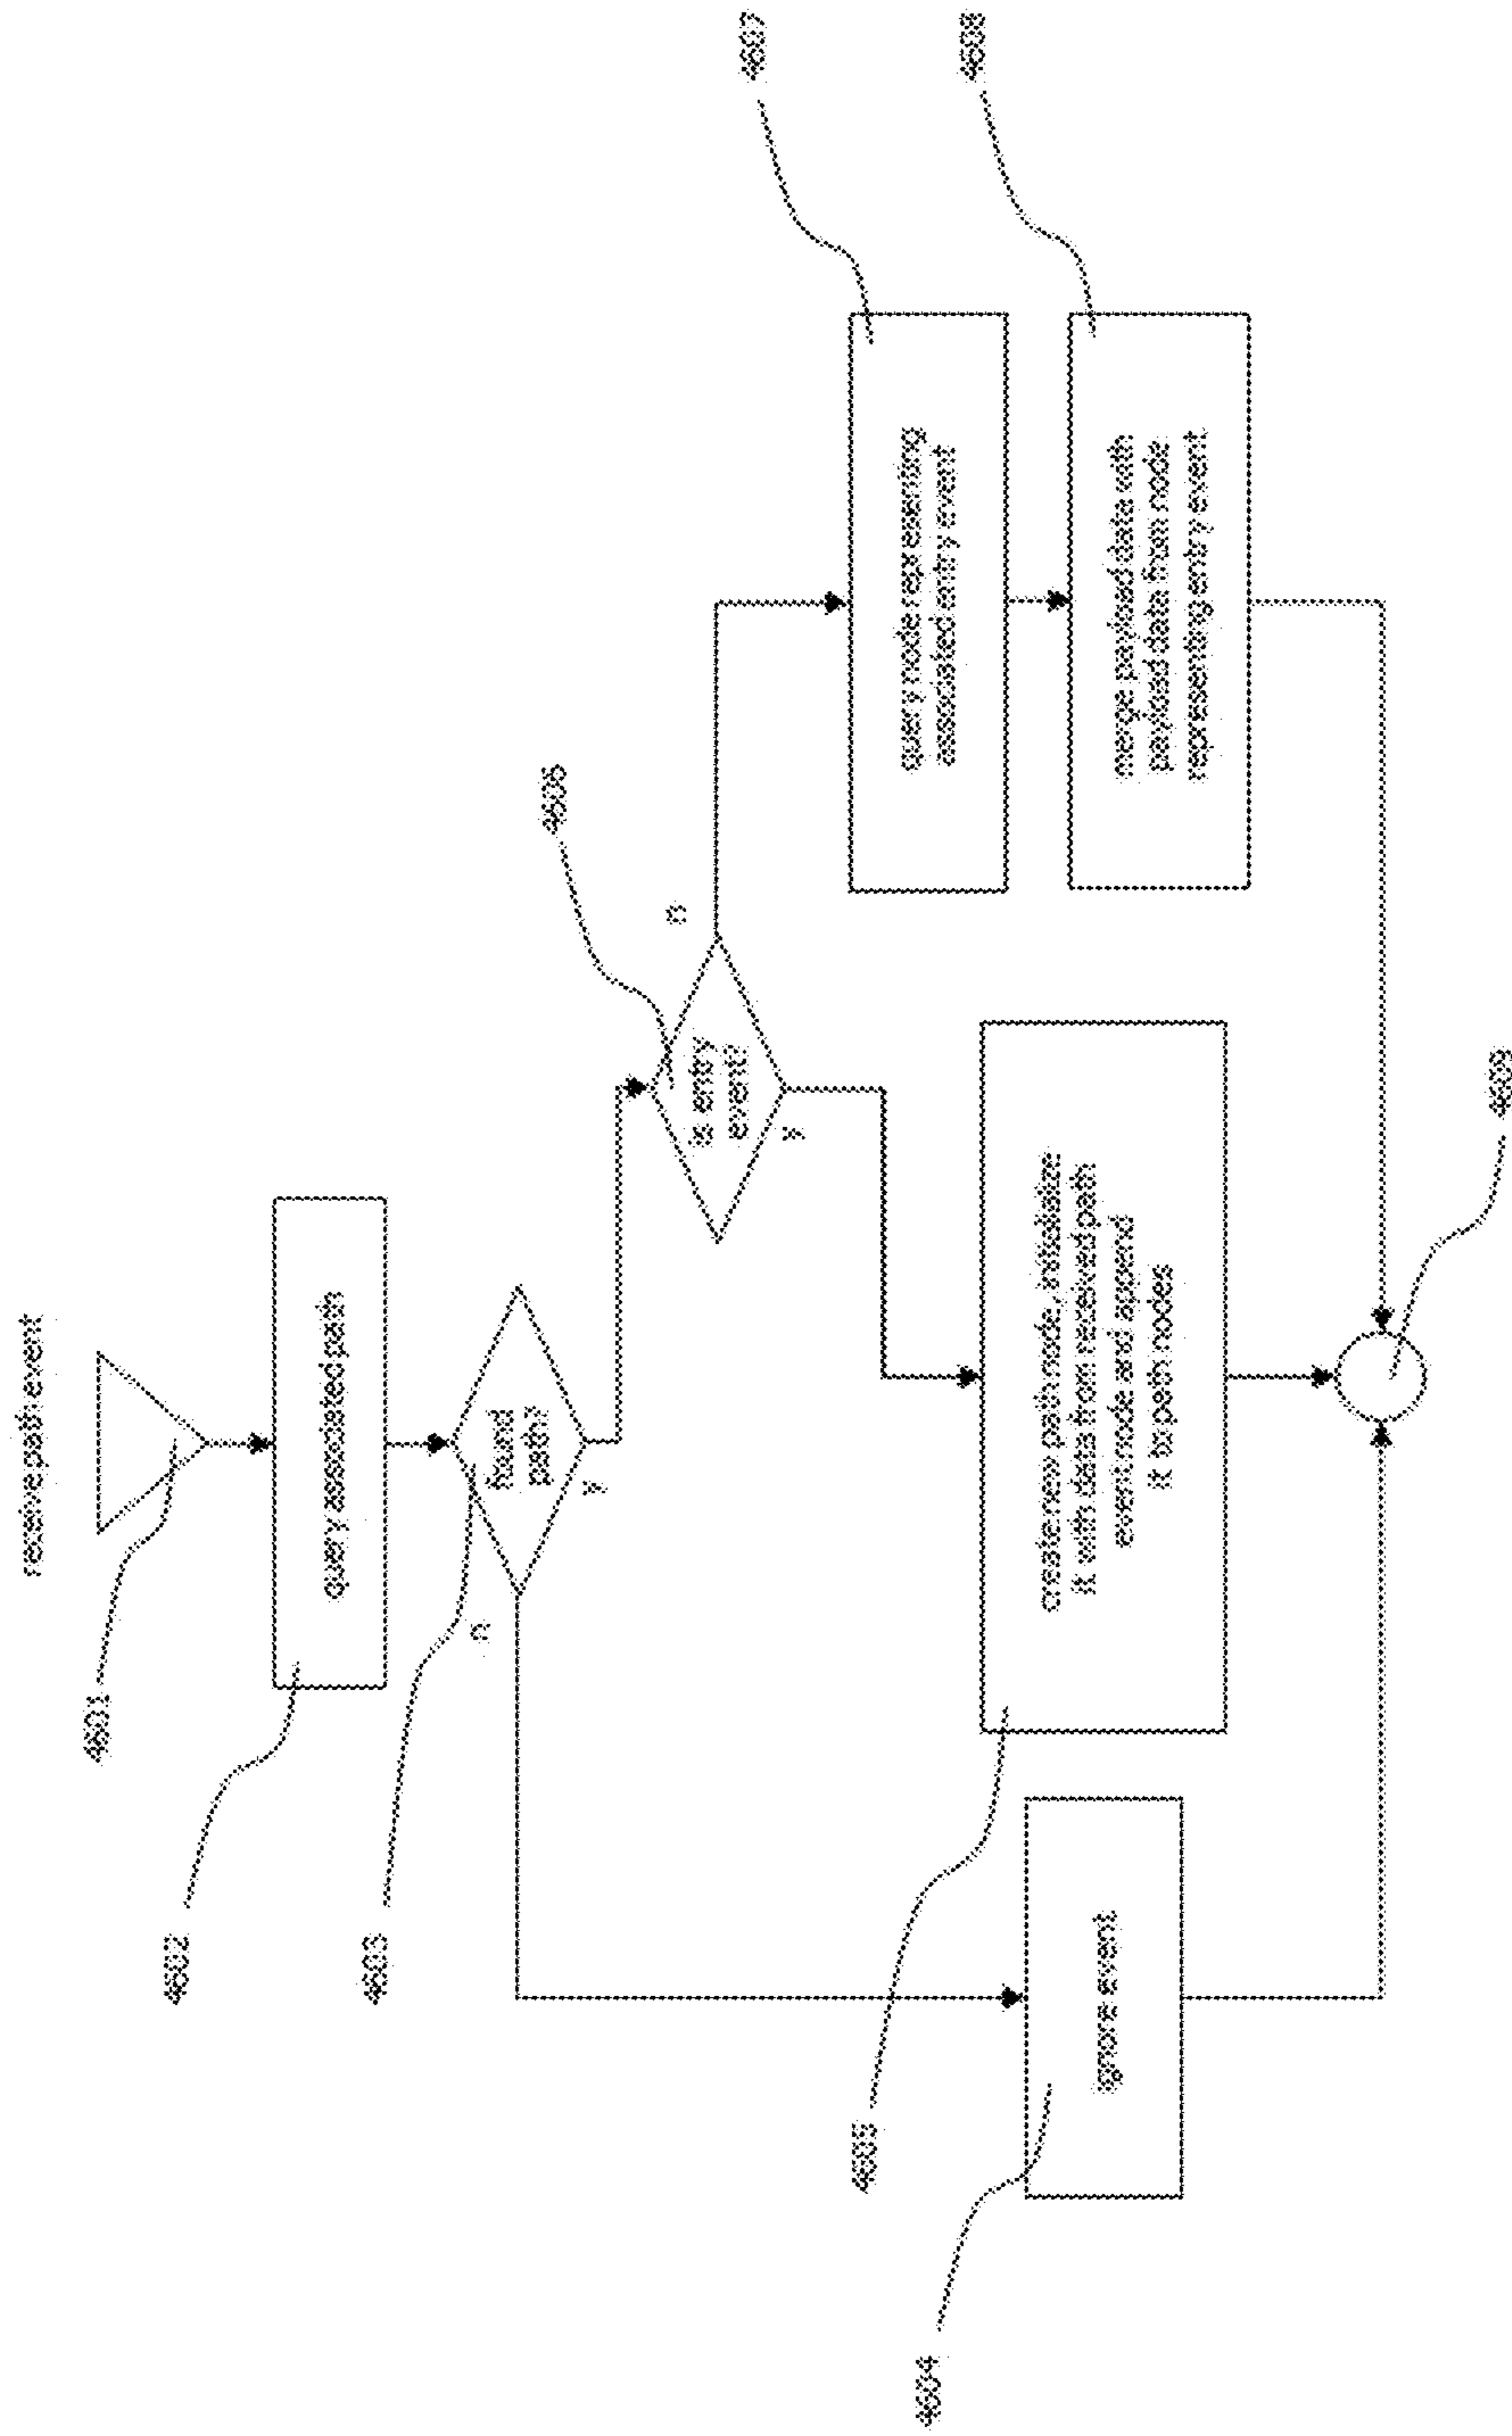 receive path event
4601
query associated path
4602
found
path?
4603
n
y
is entry
event?
4606
n
y
query node representing
associated entry event
4607
merge payload data with
payload data from node
representing entry event
4608
create new path node, initialize
it with data from received path
event node and append
it to path nodes
4605
ignore event
4604
4609